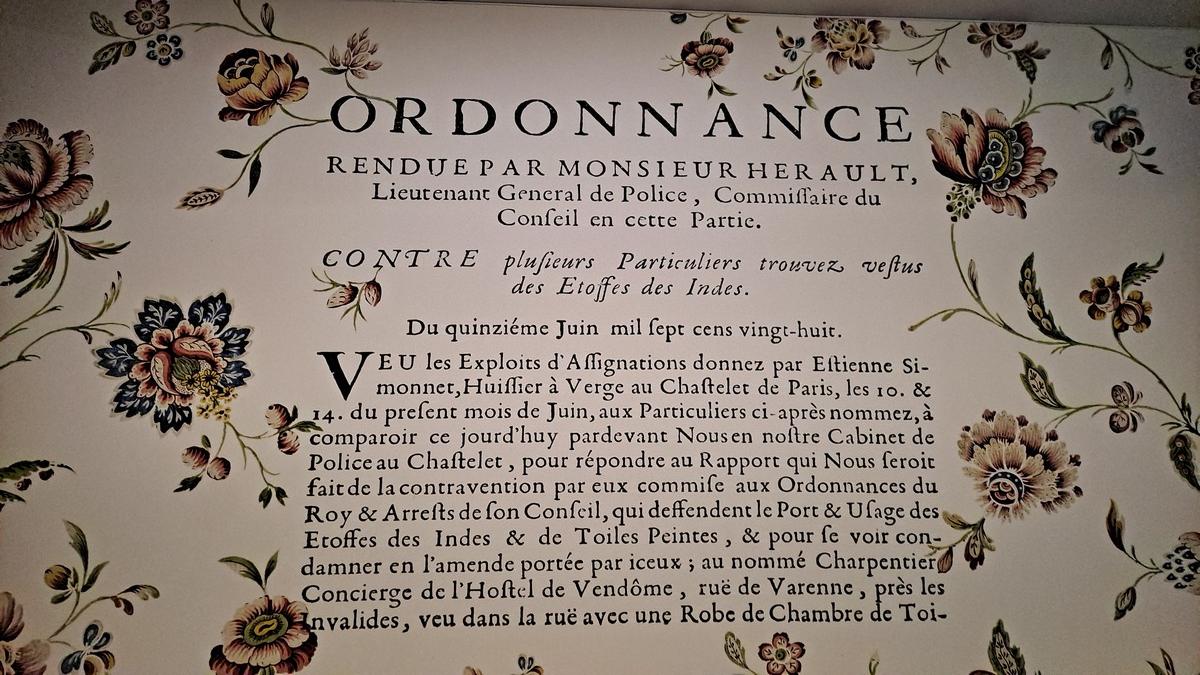 ORDONNANCE
RENDUE PAR MONSIEUR HERAULT,
Lieutenant General de Police, Commiſſaire du
Conſeil en cette Partie.
CONTRE pluſieurs Particuliers trouvez veſtus
des Etoffes des Indes.
Du quinziéme Juin mil ſept cens vingt-huit.
VEU les Exploits d'Aſſignations donnez par Eſtienne Si-
monnet, Huiſſier à Verge au Chaſtelet de Paris, les 10. &
14. du preſent mois de Juin, aux Particuliers ci-après nommez, à
comparoir ce jourd'huy pardevant Nous en noſtre Cabinet de
Police au Chaſtelet, pour répondre au Rapport qui Nous ſeroit
fait de la contravention par eux commiſe aux Ordonnances du
Roy & Arreſts de ſon Conſeil, qui deffendent le Port & Uſage des
Etoffes des Indes & de Toiles Peintes, & pour ſe voir con-
damner en l'amende portée par iceux ; au nommé Charpentier
Concierge de l'Hoſtel de Vendôme, ruë de Varenne, près les
Invalides, veu dans la ruë avec une Robe de Chambre de Toi-